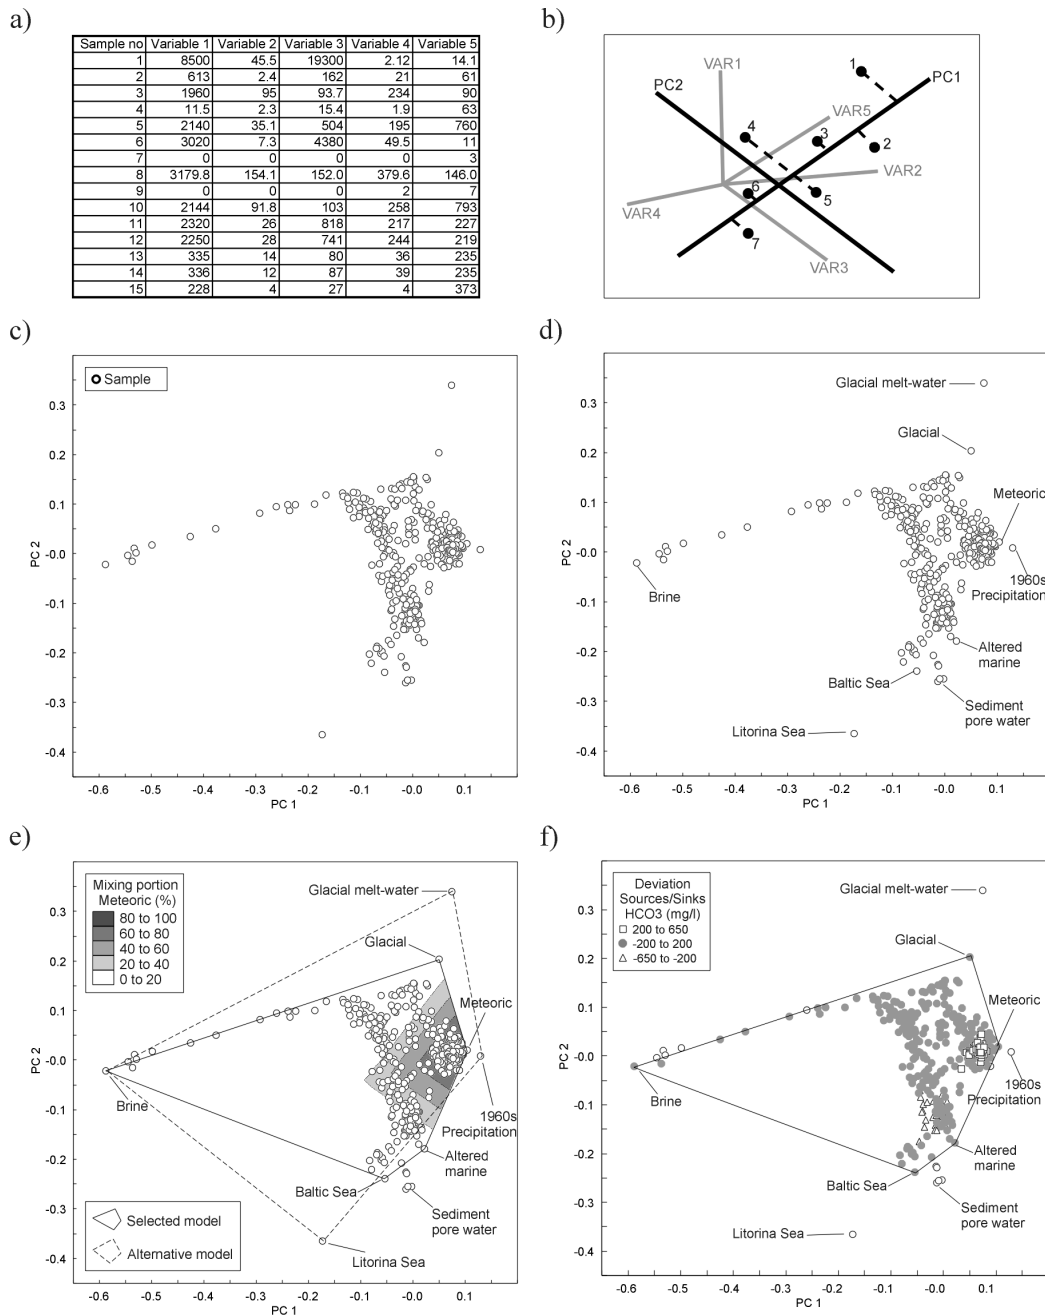 a)
Sample no Variable 1 Variable 2 Variable 3 Variable 4 Variable 5
1 8500 45.5 19300 2.12 14.1
2 613 2.4 162 21 61
3 1960 95 93.7 234 90
4 11.5 2.3 15.4 1.9 63
5 2140 35.1 504 195 760
6 3020 7.3 4380 49.5 11
7 0 0 0 0 3
8 3179.8 154.1 152.0 379.6 146.0
9 0 0 0 2 7
10 2144 91.8 103 258 793
11 2320 26 818 217 227
12 2250 28 741 244 219
13 335 14 80 36 235
14 336 12 87 39 235
15 228 4 27 4 373
b)
VAR1
1
PC1
PC2
VAR5
4
3
2
VAR2
6
5
VAR4
7
VAR3
c)
Sample
0.3
0.2
0.1
-0.0
-0.1
-0.2
-0.3
-0.4
PC 2
-0.6 -0.5 -0.4 -0.3 -0.2 -0.1 -0.0 0.1
PC 1
d)
Glacial melt-water
Glacial
Meteoric
1960s
Precipitation
Brine
Altered
marine
Baltic Sea
Sediment
pore water
Litorina Sea
0.3
0.2
0.1
-0.0
-0.1
-0.2
-0.3
-0.4
PC 2
-0.6 -0.5 -0.4 -0.3 -0.2 -0.1 -0.0 0.1
PC 1
e)
Mixing portion
Meteoric (%)
80 to 100
60 to 80
40 to 60
20 to 40
0 to 20
Glacial melt-water
Glacial
Meteoric
Brine
1960s
Precipitation
Altered
marine
Baltic Sea
Sediment
pore water
Litorina Sea
Selected model
Alternative model
0.3
0.2
0.1
-0.0
-0.1
-0.2
-0.3
-0.4
PC 2
-0.6 -0.5 -0.4 -0.3 -0.2 -0.1 -0.0 0.1
PC 1
f)
Deviation
Sources/Sinks
HCO3 (mg/l)
200 to 650
-200 to 200
-650 to -200
Glacial melt-water
Glacial
Meteoric
Brine
1960s
Precipitation
Altered
marine
Baltic Sea
Sediment
pore water
Litorina Sea
0.3
0.2
0.1
-0.0
-0.1
-0.2
-0.3
-0.4
PC 2
-0.6 -0.5 -0.4 -0.3 -0.2 -0.1 -0.0 0.1
PC 1